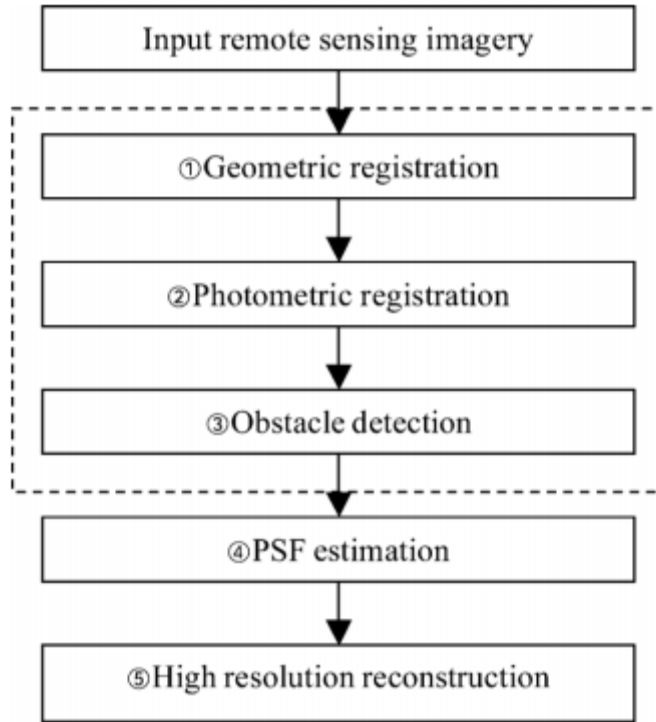 Input remote sensing imagery
①Geometric registration
②Photometric registration
③Obstacle detection
④PSF estimation
⑤High resolution reconstruction